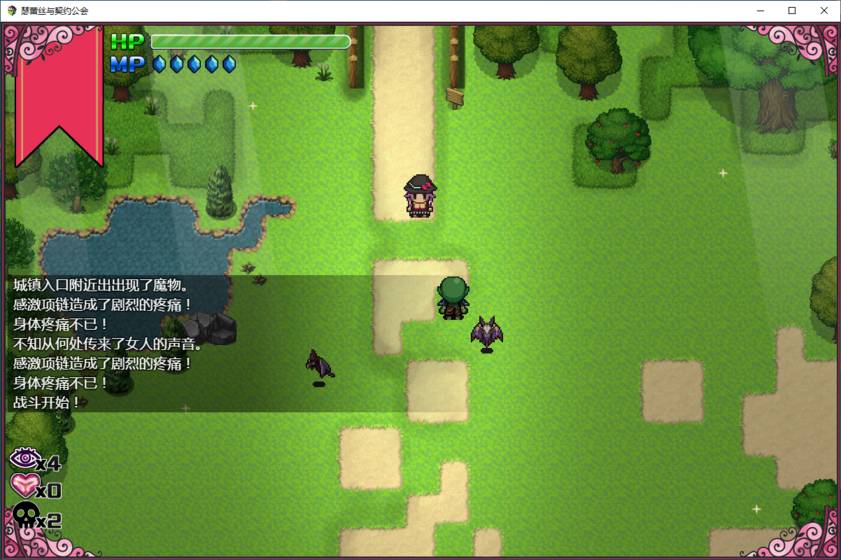 瑟蕾丝与契约公会
HP
MP
城镇入口附近出出现了魔物。
感激项链造成了剧烈的疼痛！
身体疼痛不已！
不知从何处传来了女人的声音。
感激项链造成了剧烈的疼痛！
身体疼痛不已！
战斗开始！
x4
x0
x2